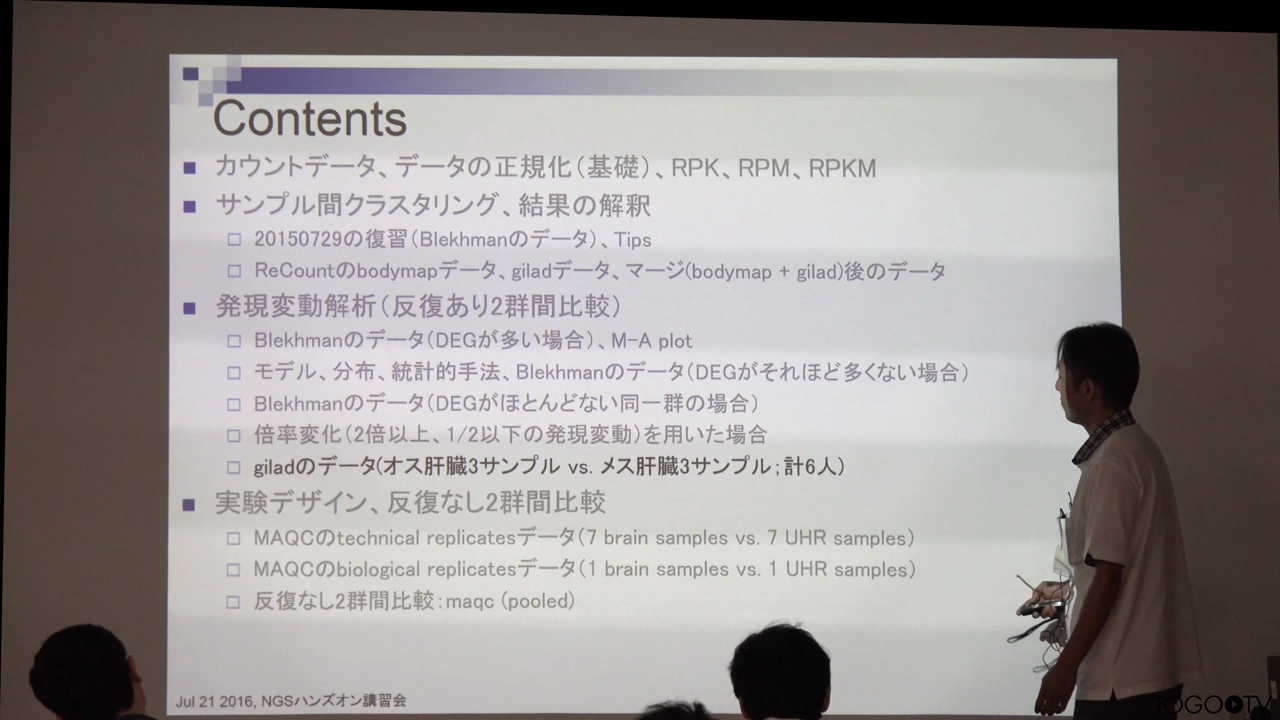 Contents
カウントデータ、データの正規化（基礎）、RPK、RPM、RPKM
サンプル間クラスタリング、結果の解釈
20150729の復習（Blekhmanのデータ）、Tips
ReCountのbodymapデータ、giladデータ、マージ(bodymap + gilad)後のデータ
発現変動解析（反復あり2群間比較）
Blekhmanのデータ（DEGが多い場合）、M-A plot
モデル、分布、統計的手法、Blekhmanのデータ（DEGがそれほど多くない場合）
Blekhmanのデータ（DEGがほとんどない同一群の場合）
倍率変化（2倍以上、1/2以下の発現変動）を用いた場合
giladのデータ(オス肝臓3サンプル vs. メス肝臓3サンプル；計6人)
実験デザイン、反復なし2群間比較
MAQCのtechnical replicatesデータ（7 brain samples vs. 7 UHR samples）
MAQCのbiological replicatesデータ（1 brain samples vs. 1 UHR samples）
反復なし2群間比較：maqc (pooled)
Jul 21 2016, NGSハンズオン講習会
TOGOTV